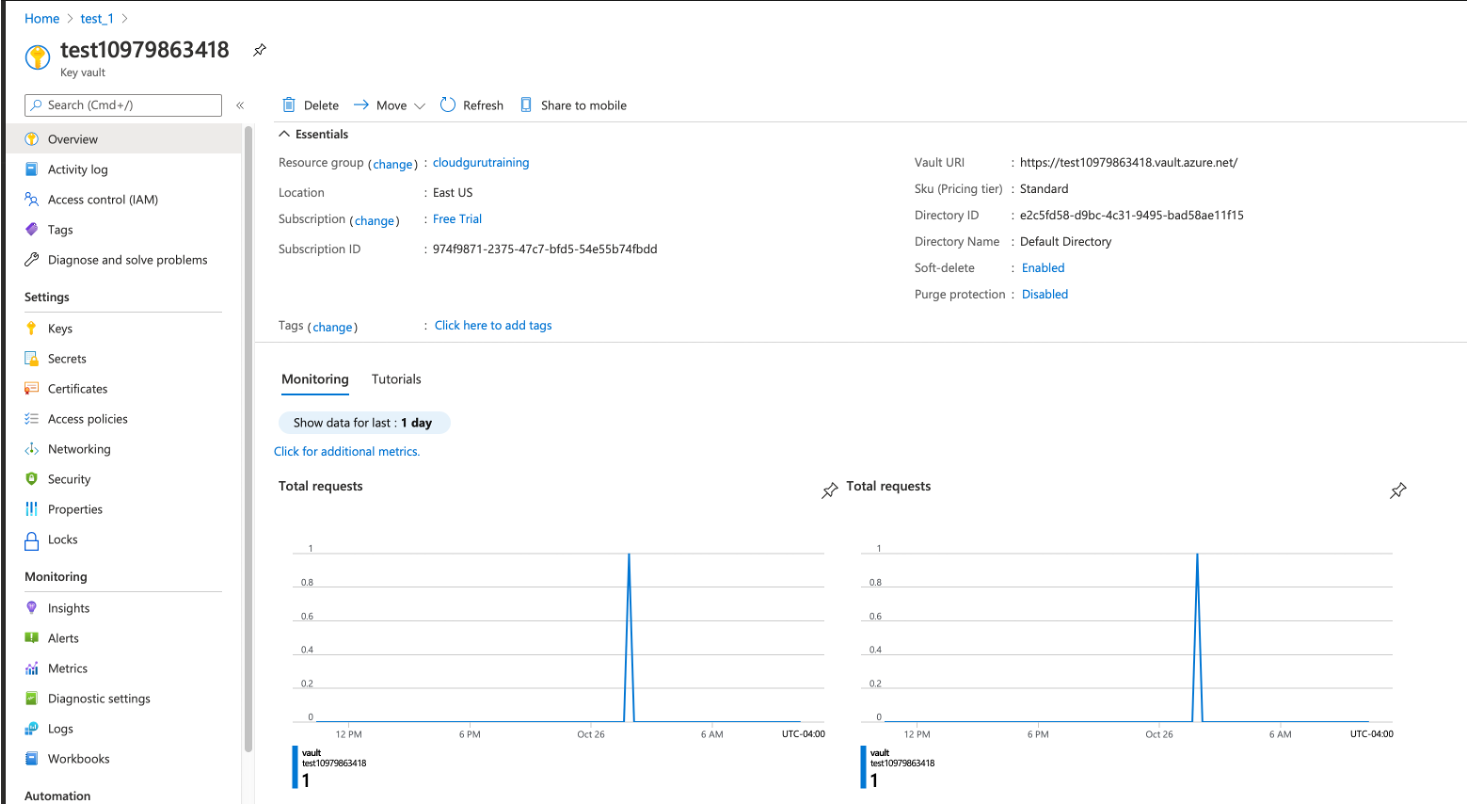 Home > test_1 >
test10979863418
Key vault
Search (Cmd+/)
«
Overview
Activity log
Access control (IAM)
Tags
Diagnose and solve problems
Settings
Keys
Secrets
Certificates
Access policies
Networking
Security
Properties
Locks
Monitoring
Insights
Alerts
Metrics
Diagnostic settings
Logs
Workbooks
Automation
Delete Move Refresh Share to mobile
Essentials
Resource group (change) : cloudgurutraining
Location : East US
Subscription (change) : Free Trial
Subscription ID : 974f9871-2375-47c7-bfd5-54e55b74fbdd
Tags (change) : Click here to add tags
Vault URI : https://test10979863418.vault.azure.net/
Sku (Pricing tier) : Standard
Directory ID : e2c5fd58-d9bc-4c31-9495-bad58ae11f15
Directory Name : Default Directory
Soft-delete : Enabled
Purge protection : Disabled
Monitoring Tutorials
Show data for last : 1 day
Click for additional metrics.
Total requests
1
0.8
0.6
0.4
0.2
0
12 PM 6 PM Oct 26 6 AM UTC-04:00
vault
test10979863418
1
Total requests
1
0.8
0.6
0.4
0.2
0
12 PM 6 PM Oct 26 6 AM UTC-04:00
vault
test10979863418
1